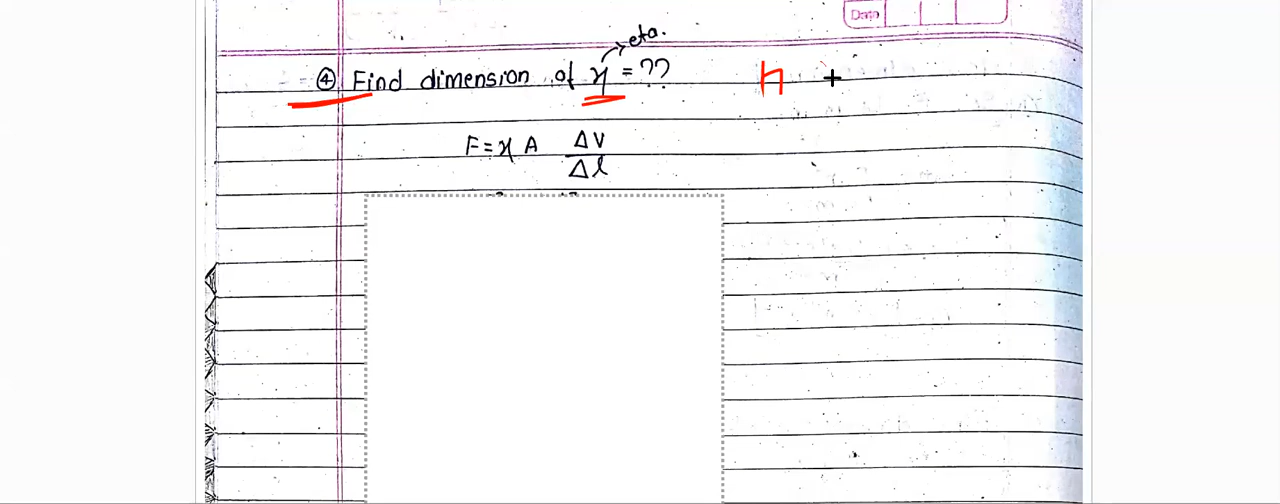 Date
eta.
④ Find dimension of η = ?? η
F = η A ΔV
Δl